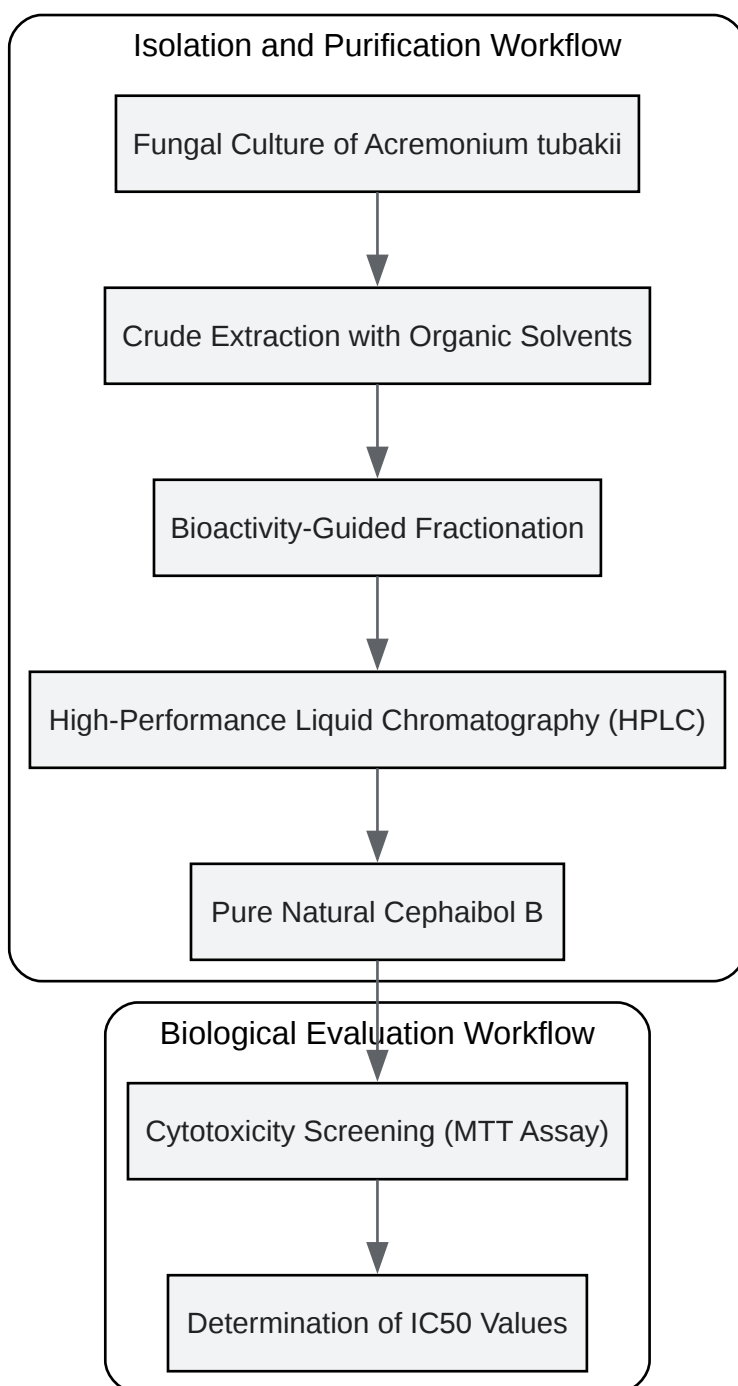 Isolation and Purification Workflow
Fungal Culture of Acremonium tubakii
Crude Extraction with Organic Solvents
Bioactivity-Guided Fractionation
High-Performance Liquid Chromatography (HPLC)
Pure Natural Cephaibol B
Biological Evaluation Workflow
Cytotoxicity Screening (MTT Assay)
Determination of IC50 Values